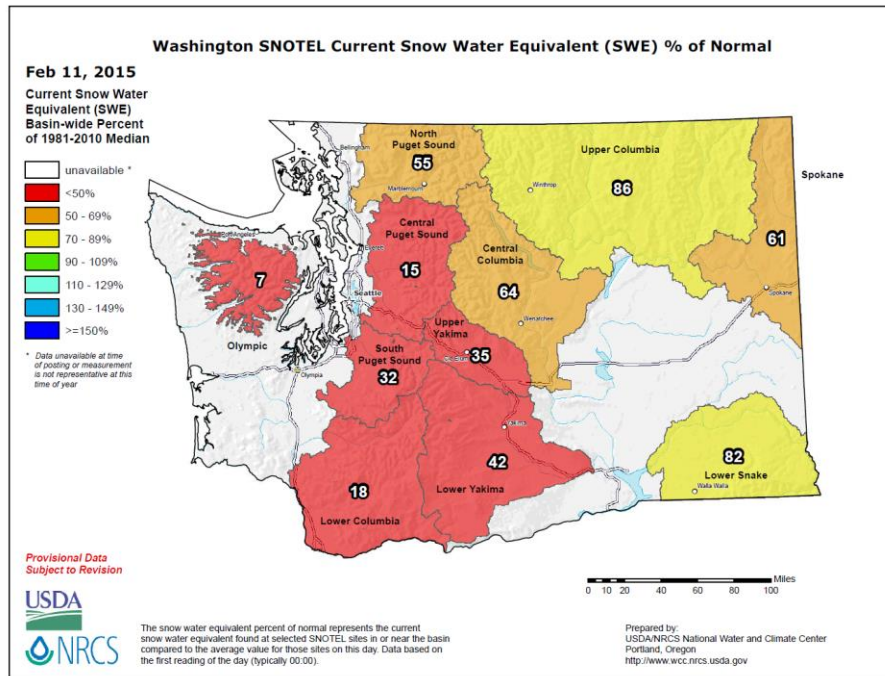 Washington SNOTEL Current Snow Water Equivalent (SWE) % of Normal
Feb 11, 2015
Current Snow Water
Equivalent (SWE)
Basin-wide Percent
of 1981-2010 Median
unavailable *
<50%
50 - 69%
70 - 89%
90 - 109%
110 - 129%
130 - 149%
>=150%
* Data unavailable at time
of posting or measurement
is not representative at this
time of year
Bellingham
North
Puget Sound
55
Marblemount
Upper Columbia
86
Winthrop
Spokane
61
Spokane
Port Angeles
7
Olympic
Everett
Seattle
Central
Puget Sound
15
Central
Columbia
64
Wenatchee
Upper
Yakima
35
South
Puget Sound
32
Olympia
Yakima
42
Lower Yakima
18
Lower Columbia
82
Lower Snake
Walla Walla
Miles
0 10 20 40 60 80 100
Provisional Data
Subject to Revision
USDA
NRCS
The snow water equivalent percent of normal represents the current
snow water equivalent found at selected SNOTEL sites in or near the basin
compared to the average value for those sites on this day. Data based on
the first reading of the day (typically 00:00).
Prepared by:
USDA/NRCS National Water and Climate Center
Portland, Oregon
http://www.wcc.nrcs.usda.gov